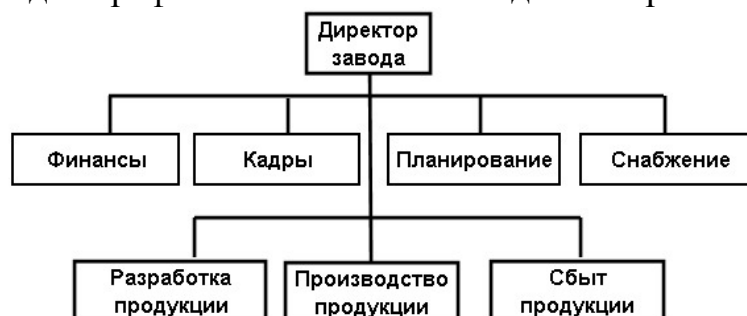 Директор
завода
Финансы
Кадры
Планирование
Снабжение
Разработка
продукции
Производство
продукции
Сбыт
продукции